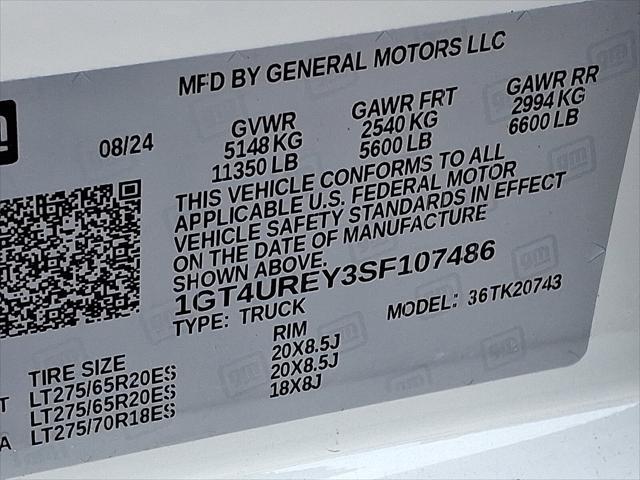 MFD BY GENERAL MOTORS LLC
08/24
GVWR
5148 KG
11350 LB
GAWR FRT
2540 KG
5600 LB
GAWR RR
2994 KG
6600 LB
THIS VEHICLE CONFORMS TO ALL
APPLICABLE U.S. FEDERAL MOTOR
VEHICLE SAFETY STANDARDS IN EFFECT
ON THE DATE OF MANUFACTURE
SHOWN ABOVE.
1GT4UREY3SF107486
TYPE: TRUCK
MODEL: 36TK20743
TIRE SIZE
RIM
T LT275/65R20ES 20X8.5J
LT275/65R20ES 20X8.5J
A LT275/70R18ES 18X8J